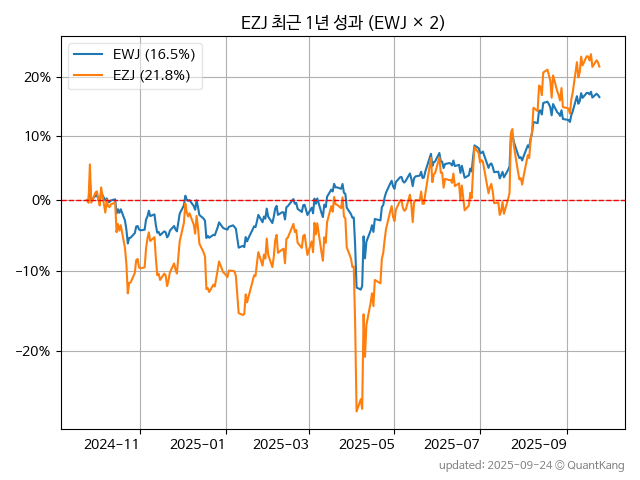 EZJ 최근 1년 성과 (EWJ × 2)
EWJ (16.5%)
EZJ (21.8%)
20%
10%
0%
−10%
−20%
2024−11
2025−01
2025−03
2025−05
2025−07
2025−09
updated: 2025-09-24 © QuantKang